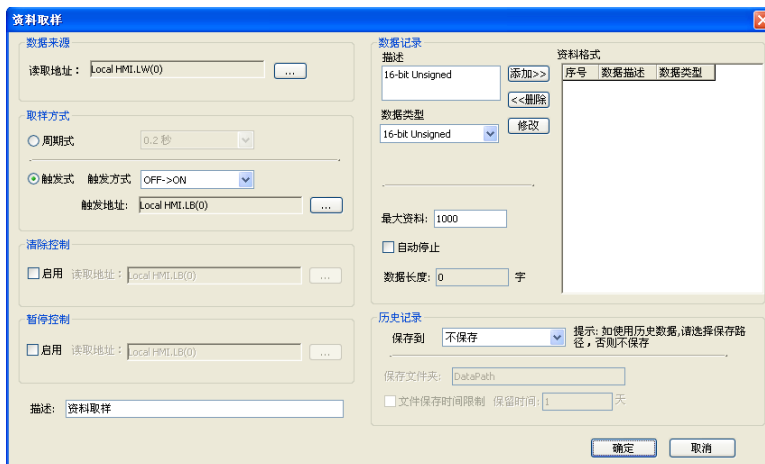 资料取样
数据来源
读取地址： Local HMI.LW(0) ...
取样方式
周期式 0.2 秒
触发式 触发方式 OFF->ON
触发地址: Local HMI.LB(0) ...
清除控制
启用 读取地址： Local HMI.LB(0) ...
暂停控制
启用 读取地址： Local HMI.LB(0) ...
描述: 资料取样
数据记录
描述
16-bit Unsigned
添加>>
<<删除
修改
数据类型
16-bit Unsigned
最大资料: 1000
自动停止
数据长度: 0 字
资料格式
序号 数据描述 数据类型
历史记录
保存到 不保存
提示: 如使用历史数据,请选择保存路
径，否则不保存
保存文件夹: DataPath
文件保存时间限制 保留时间: 1 天
确定 取消